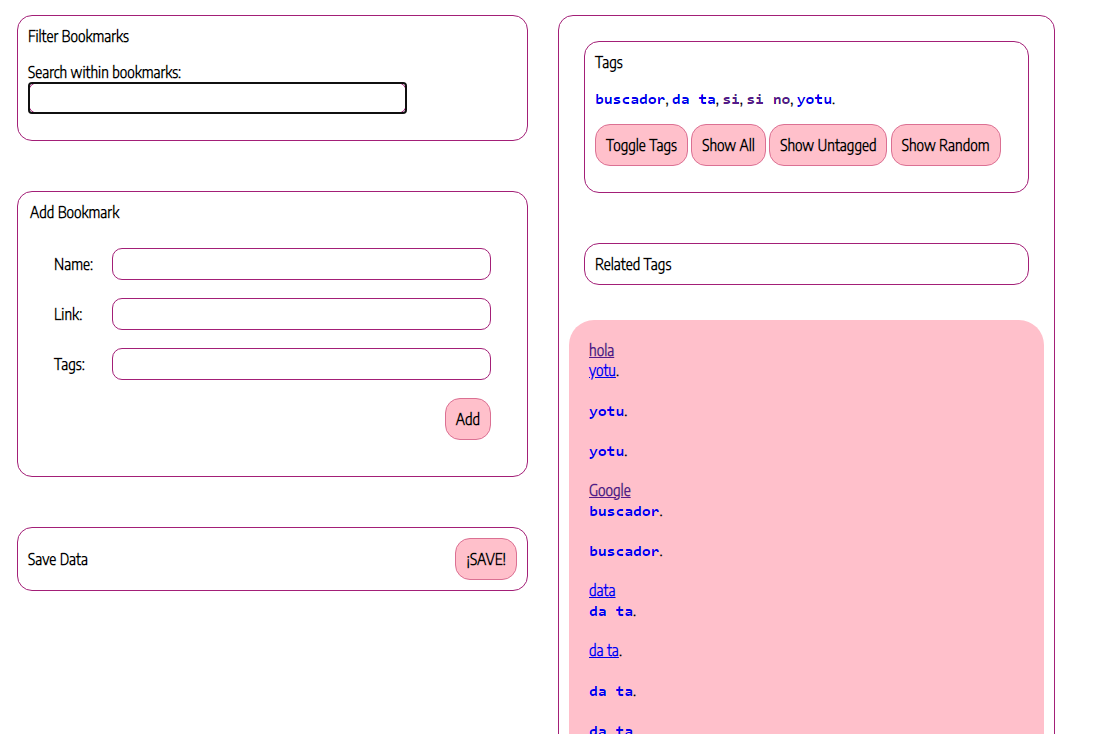 Filter Bookmarks
Search within bookmarks:
Add Bookmark
Name:
Link:
Tags:
Add
Save Data
¡SAVE!
Tags
buscador, da ta, si, si no, yotu.
Toggle Tags Show All Show Untagged Show Random
Related Tags
hola
yotu.
yotu.
yotu.
Google
buscador.
buscador.
data
da ta.
da ta.
da ta.
da ta